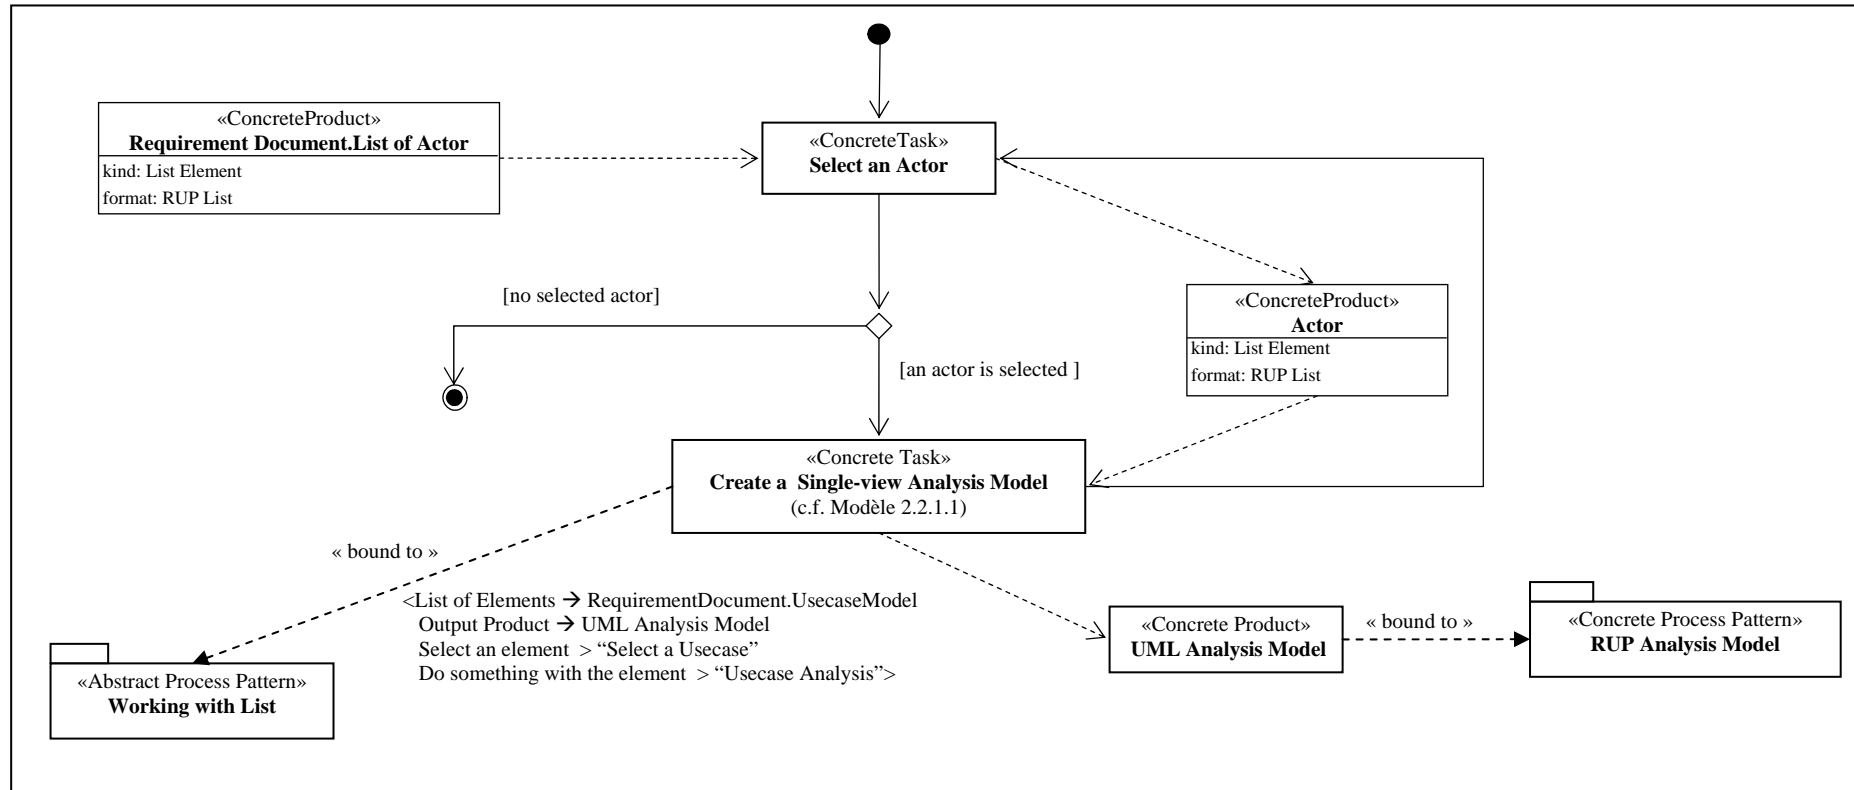 «ConcreteProduct»
Requirement Document.List of Actor
kind: List Element
format: RUP List
«ConcreteTask»
Select an Actor
[no selected actor]
«ConcreteProduct»
Actor
kind: List Element
format: RUP List
[an actor is selected ]
«Concrete Task»
Create a Single-view Analysis Model
(c.f. Modèle 2.2.1.1)
« bound to »
<List of Elements → RequirementDocument.UsecaseModel
Output Product → UML Analysis Model
Select an element > “Select a Usecase”
Do something with the element > “Usecase Analysis”>
«Abstract Process Pattern»
Working with List
«Concrete Product»
UML Analysis Model
« bound to »
«Concrete Process Pattern»
RUP Analysis Model